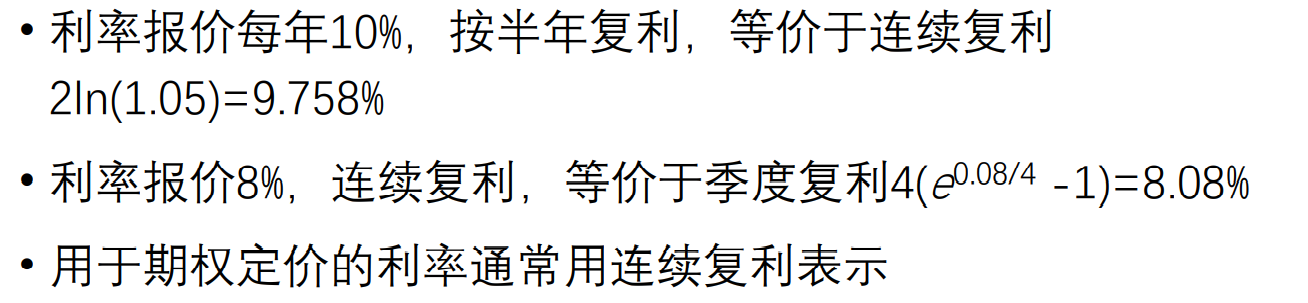 • 利率报价每年10%，按半年复利，等价于连续复利
2ln(1.05)=9.758%
• 利率报价8%，连续复利，等价于季度复利4(e^0.08/4 -1)=8.08%
• 用于期权定价的利率通常用连续复利表示